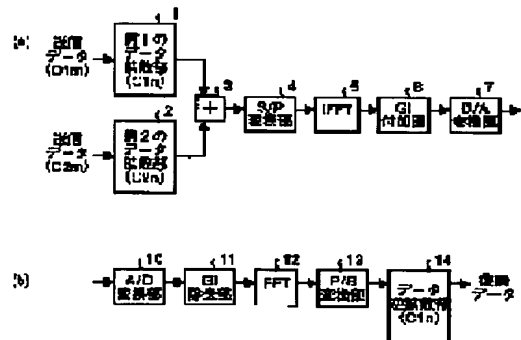 (a)
1
送信
データ
(D1m)
第1の
データ
拡散部
(C1n)
2
送信
データ
(D2m)
第2の
データ
拡散部
(C2n)
3
+
4
S/P
変換部
5
IFFT
6
GI
付加部
7
D/A
変換部
(b)
10
A/D
変換部
11
GI
除去部
12
FFT
13
P/S
変換部
14
データ
逆拡散部
(C1n)
復調
データ